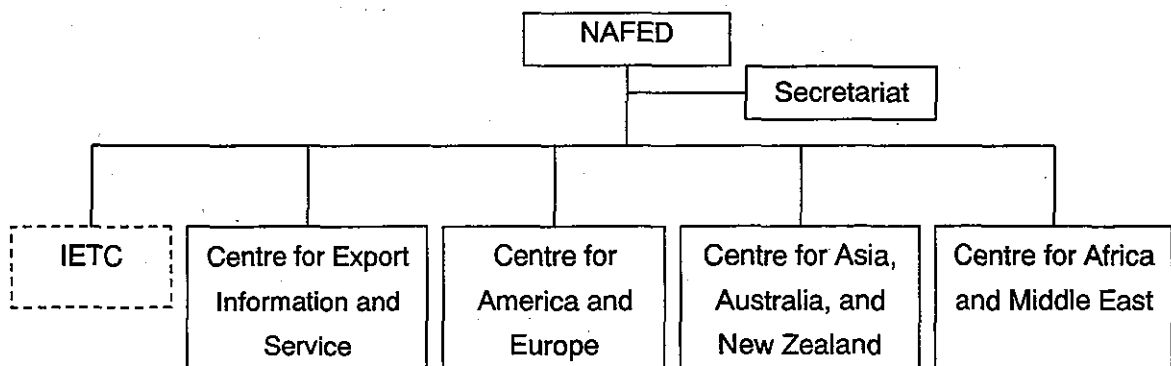 NAFED
Secretariat
IETC
Centre for Export
Information and
Service
Centre for
America and
Europe
Centre for Asia,
Australia, and
New Zealand
Centre for Africa
and Middle East